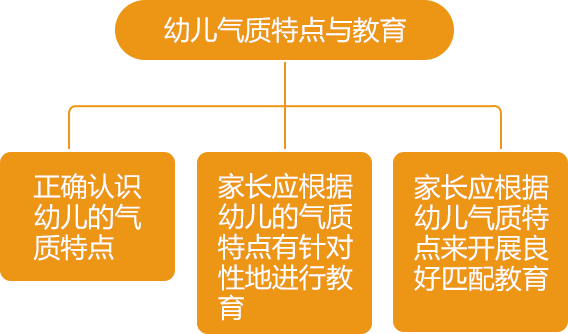 幼儿气质特点与教育
正确认识
幼儿的气
质特点
家长应根据
幼儿的气质
特点有针对
性地进行教
育
家长应根据
幼儿气质特
点来开展良
好匹配教育